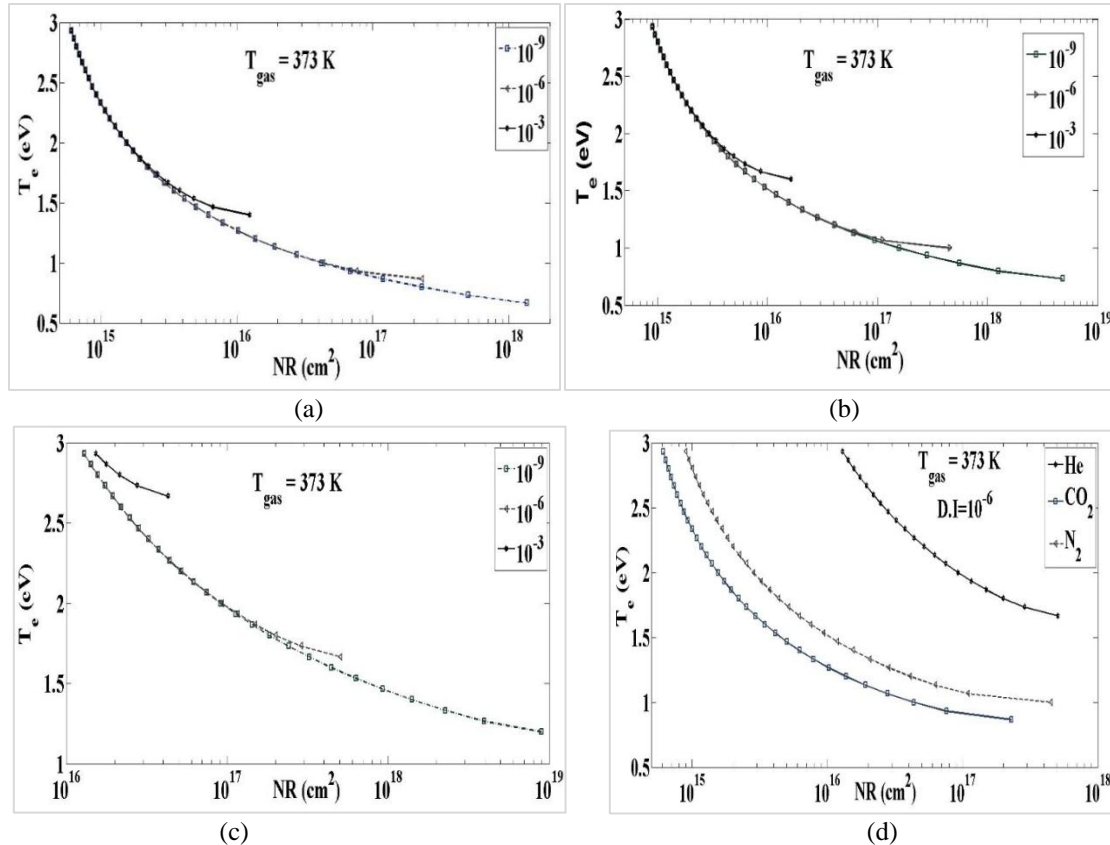 3
2.5
2
1.5
1
0.5
T_e (eV)
T_gas = 373 K
10^-9
10^-6
10^-3
10^15
10^16
10^17
10^18
NR (cm^2)
(a)
3
2.5
2
1.5
1
0.5
T_e (eV)
T_gas = 373 K
10^-9
10^-6
10^-3
10^15
10^16
10^17
10^18
10^19
NR (cm^2)
(b)
3
2.5
2
1.5
1
T_e (eV)
T_gas = 373 K
10^-9
10^-6
10^-3
10^16
10^17
10^18
10^19
NR (cm^2)
(c)
3
2.5
2
1.5
1
0.5
T_e (eV)
T_gas = 373 K
D.I=10^-6
He
CO_2
N_2
10^15
10^16
10^17
10^18
NR (cm^2)
(d)